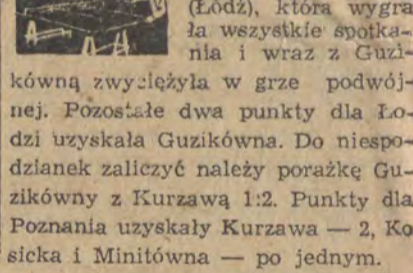 (Łódź), która wygra
ła wszystkie spotka-
nia i wraz z Guzi-
kówną zwyciężyła w grze podwój-
nej. Pozostałe dwa punkty dla Ło-
dzi uzyskała Guzikówna. Do niespo-
dzianek zaliczyć należy porażkę Gu-
zikówny z Kurzawą 1:2. Punkty dla
Poznania uzyskały Kurzawa — 2, Ko
sicka i Minitówna — po jednym.